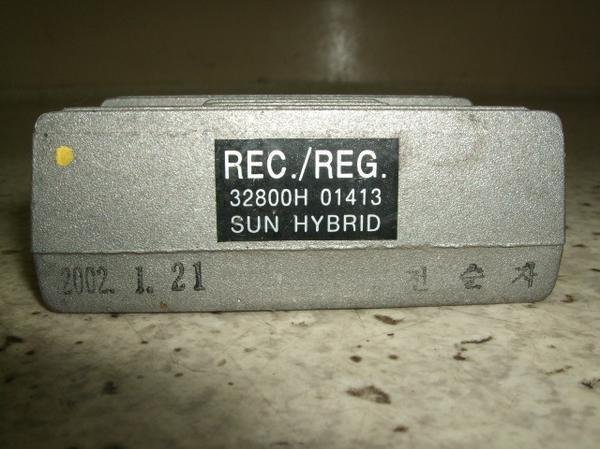 REC./REG.
32800H 01413
SUN HYBRID
2002. 1. 21